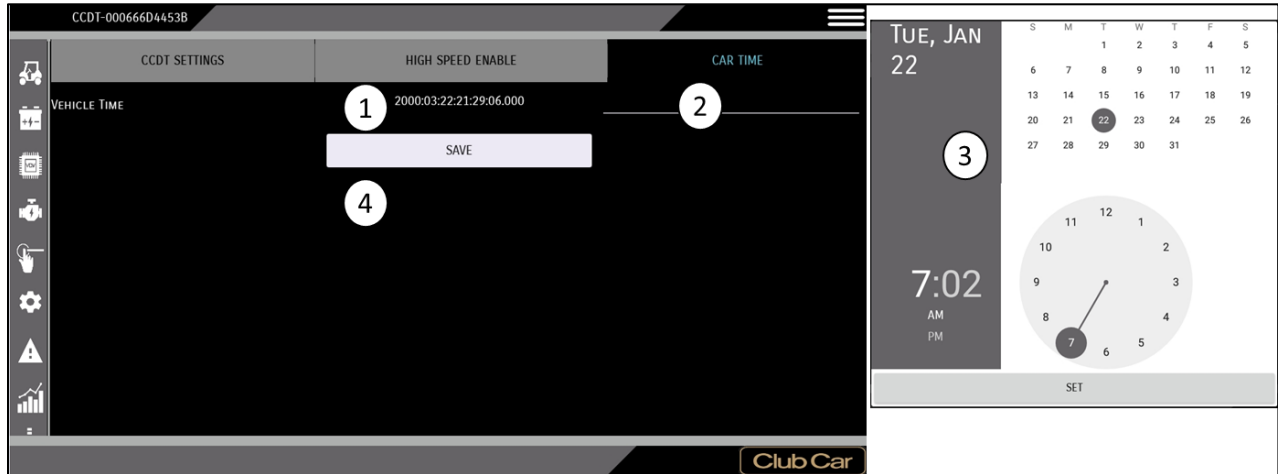 CCDT-000666D4453B
CCDT SETTINGS HIGH SPEED ENABLE CAR TIME
VEHICLE TIME 1 2000:03:22:21:29:06.000 2
SAVE
4
VCM
Club Car
TUE, JAN
22
S M T W T F S
1 2 3 4 5
6 7 8 9 10 11 12
13 14 15 16 17 18 19
20 21 22 23 24 25 26
27 28 29 30 31
3
12
11 1
10 2
9 3
8 4
7 5
6
7:02
AM
PM
SET